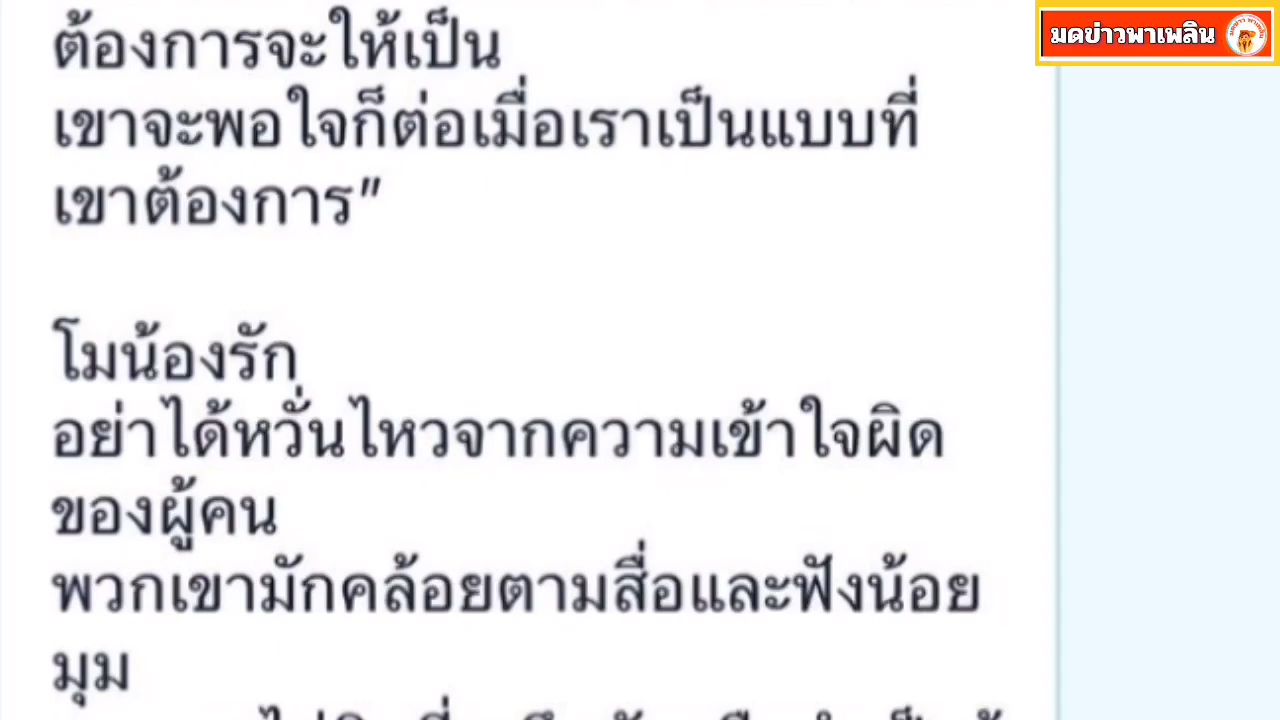 มดข่าวพาเพลิน
ต้องการจะให้เป็น
เขาจะพอใจก็ต่อเมื่อเราเป็นแบบที่
เขาต้องการ”
โมน้องรัก
อย่าได้หวั่นไหวจากความเข้าใจผิด
ของผู้คน
พวกเขามักคล้อยตามสื่อและฟังน้อย
มุม